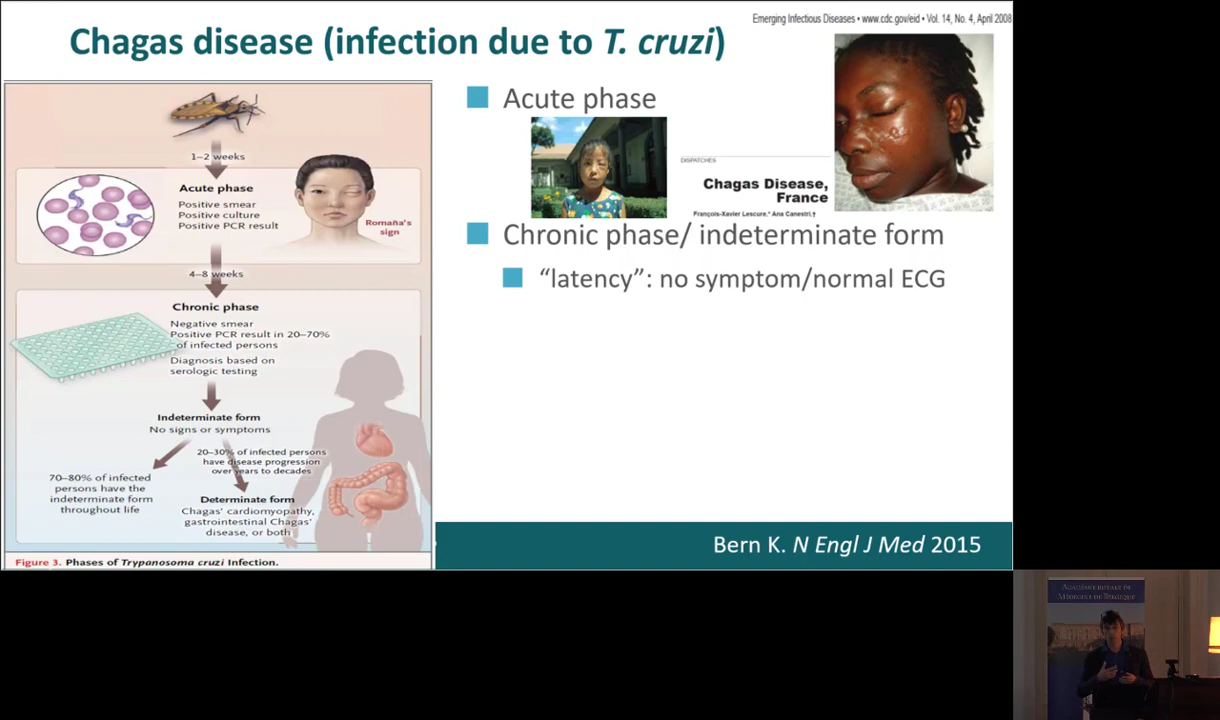 Emerging Infectious Diseases • www.cdc.gov/eid • Vol. 14, No. 4, April 2008
Chagas disease (infection due to T. cruzi)
1–2 weeks
Acute phase
Positive smear
Positive culture
Positive PCR result
Romaña's
sign
4–8 weeks
Chronic phase
Negative smear
Positive PCR result in 20–70%
of infected persons
Diagnosis based on
serologic testing
Indeterminate form
No signs or symptoms
20–30% of infected persons
have disease progression
over years to decades
70–80% of infected
persons have the
indeterminate form
throughout life
Determinate form
Chagas' cardiomyopathy,
gastrointestinal Chagas'
disease, or both
Figure 3. Phases of Trypanosoma cruzi Infection.
Acute phase
DISPATCHES
Chagas Disease,
France
François-Xavier Lescure,* Ana Canestri,†
Chronic phase/ indeterminate form
“latency”: no symptom/normal ECG
Bern K. N Engl J Med 2015
Académie royale de
Médecine de Belgique